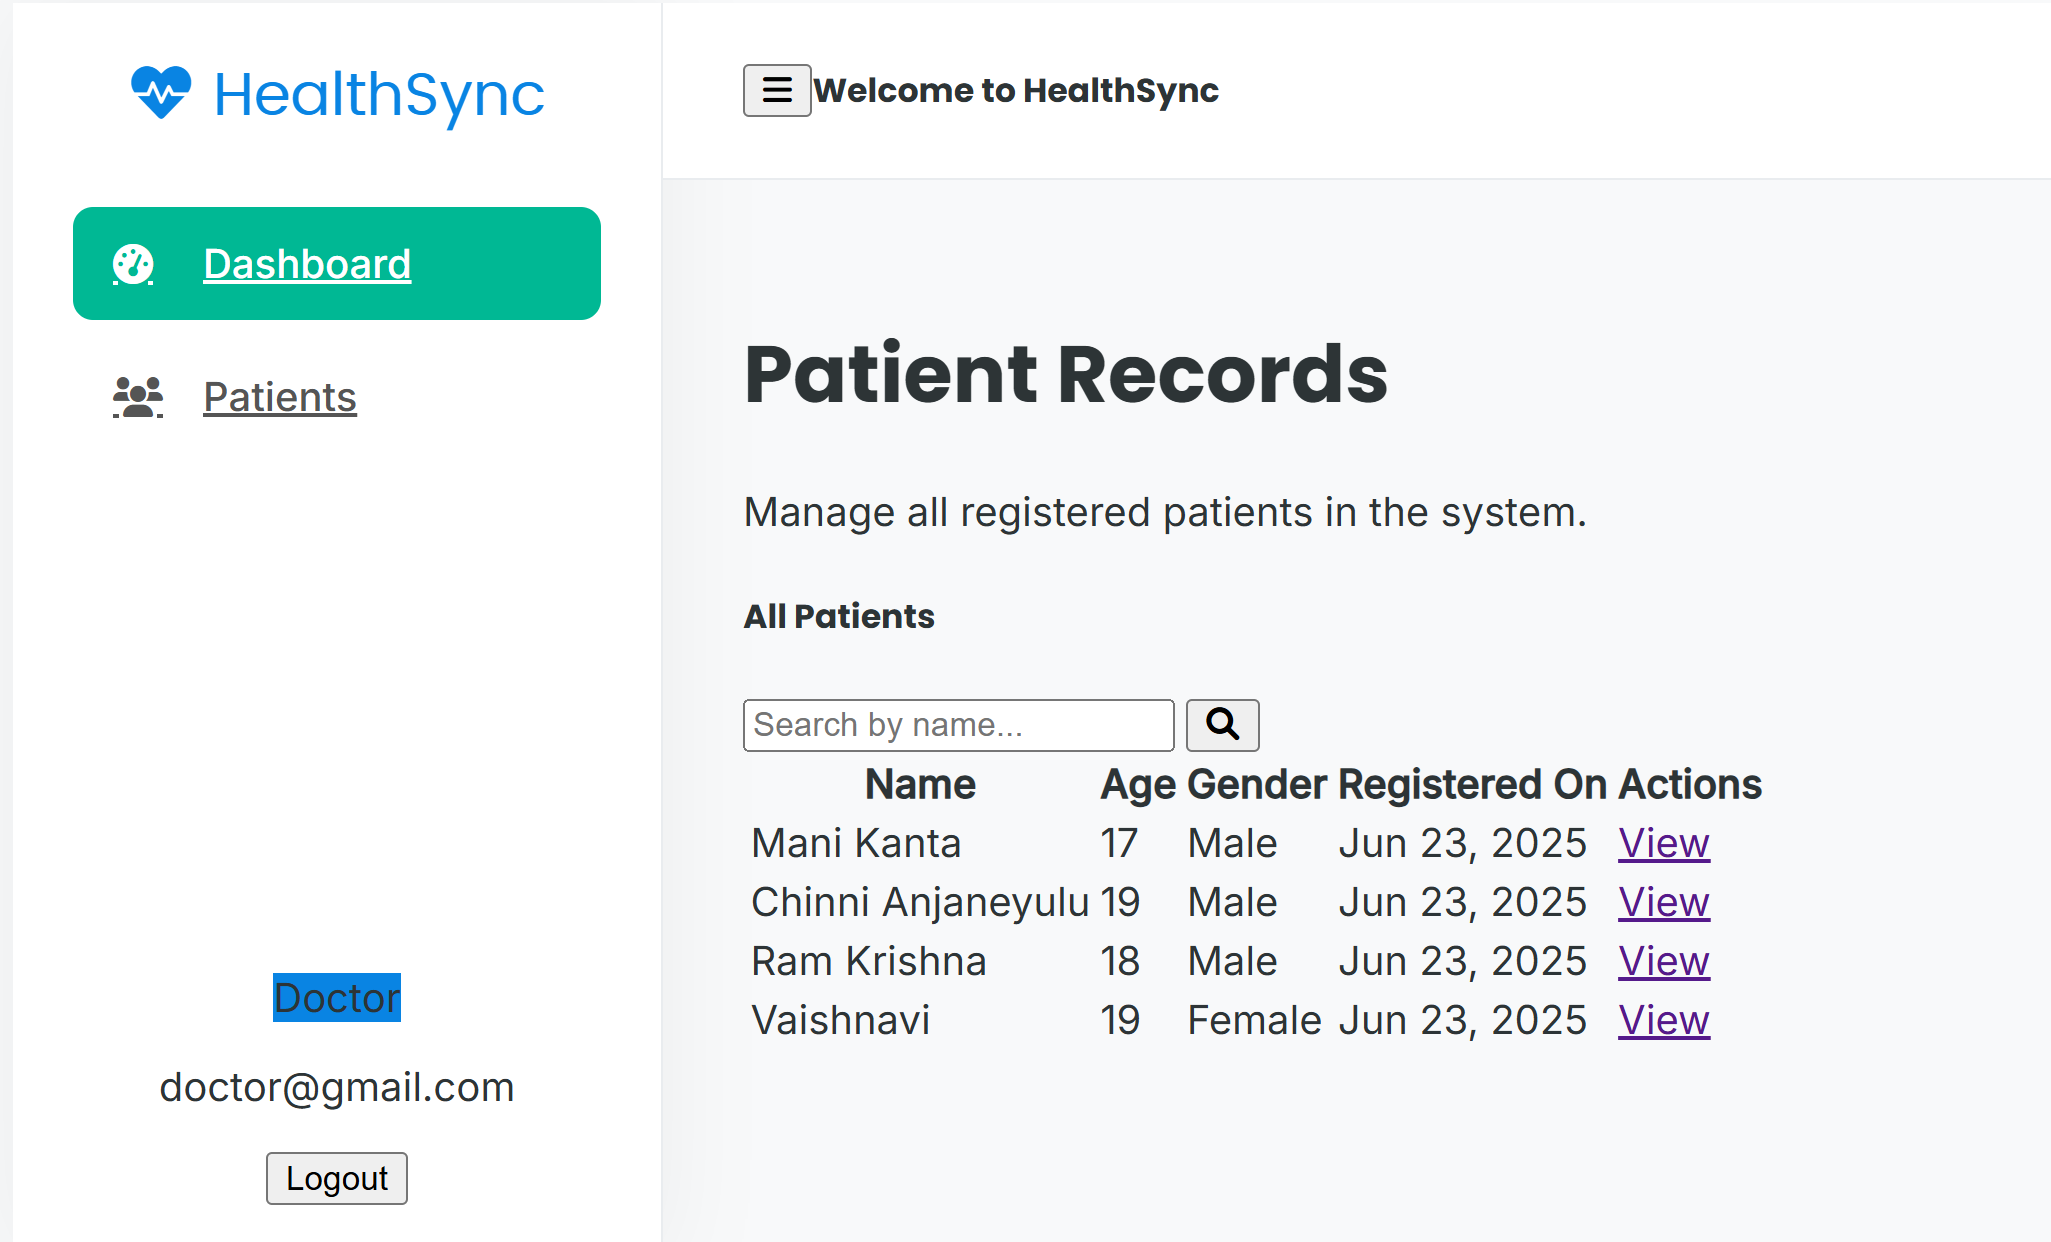 HealthSync
Dashboard
Patients
Doctor
doctor@gmail.com
Logout
Welcome to HealthSync
Patient Records
Manage all registered patients in the system.
All Patients
Search by name...
Name Age Gender Registered On Actions
Mani Kanta 17 Male Jun 23, 2025 View
Chinni Anjaneyulu 19 Male Jun 23, 2025 View
Ram Krishna 18 Male Jun 23, 2025 View
Vaishnavi 19 Female Jun 23, 2025 View